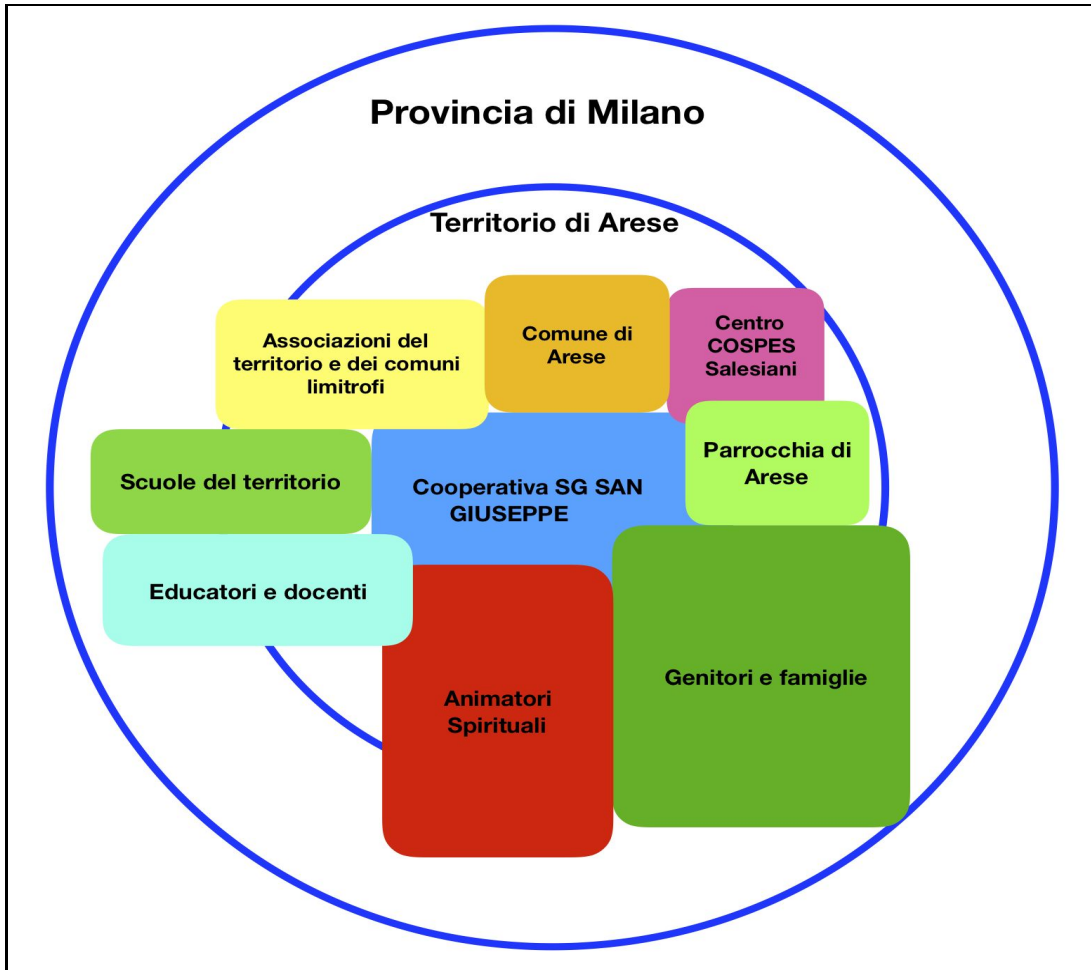 Provincia di Milano
Territorio di Arese
Associazioni del
territorio e dei comuni
limitrofi
Comune di
Arese
Centro
COSPES
Salesiani
Scuole del territorio
Cooperativa SG SAN
GIUSEPPE
Parrocchia di
Arese
Educatori e docenti
Animatori
Spirituali
Genitori e famiglie